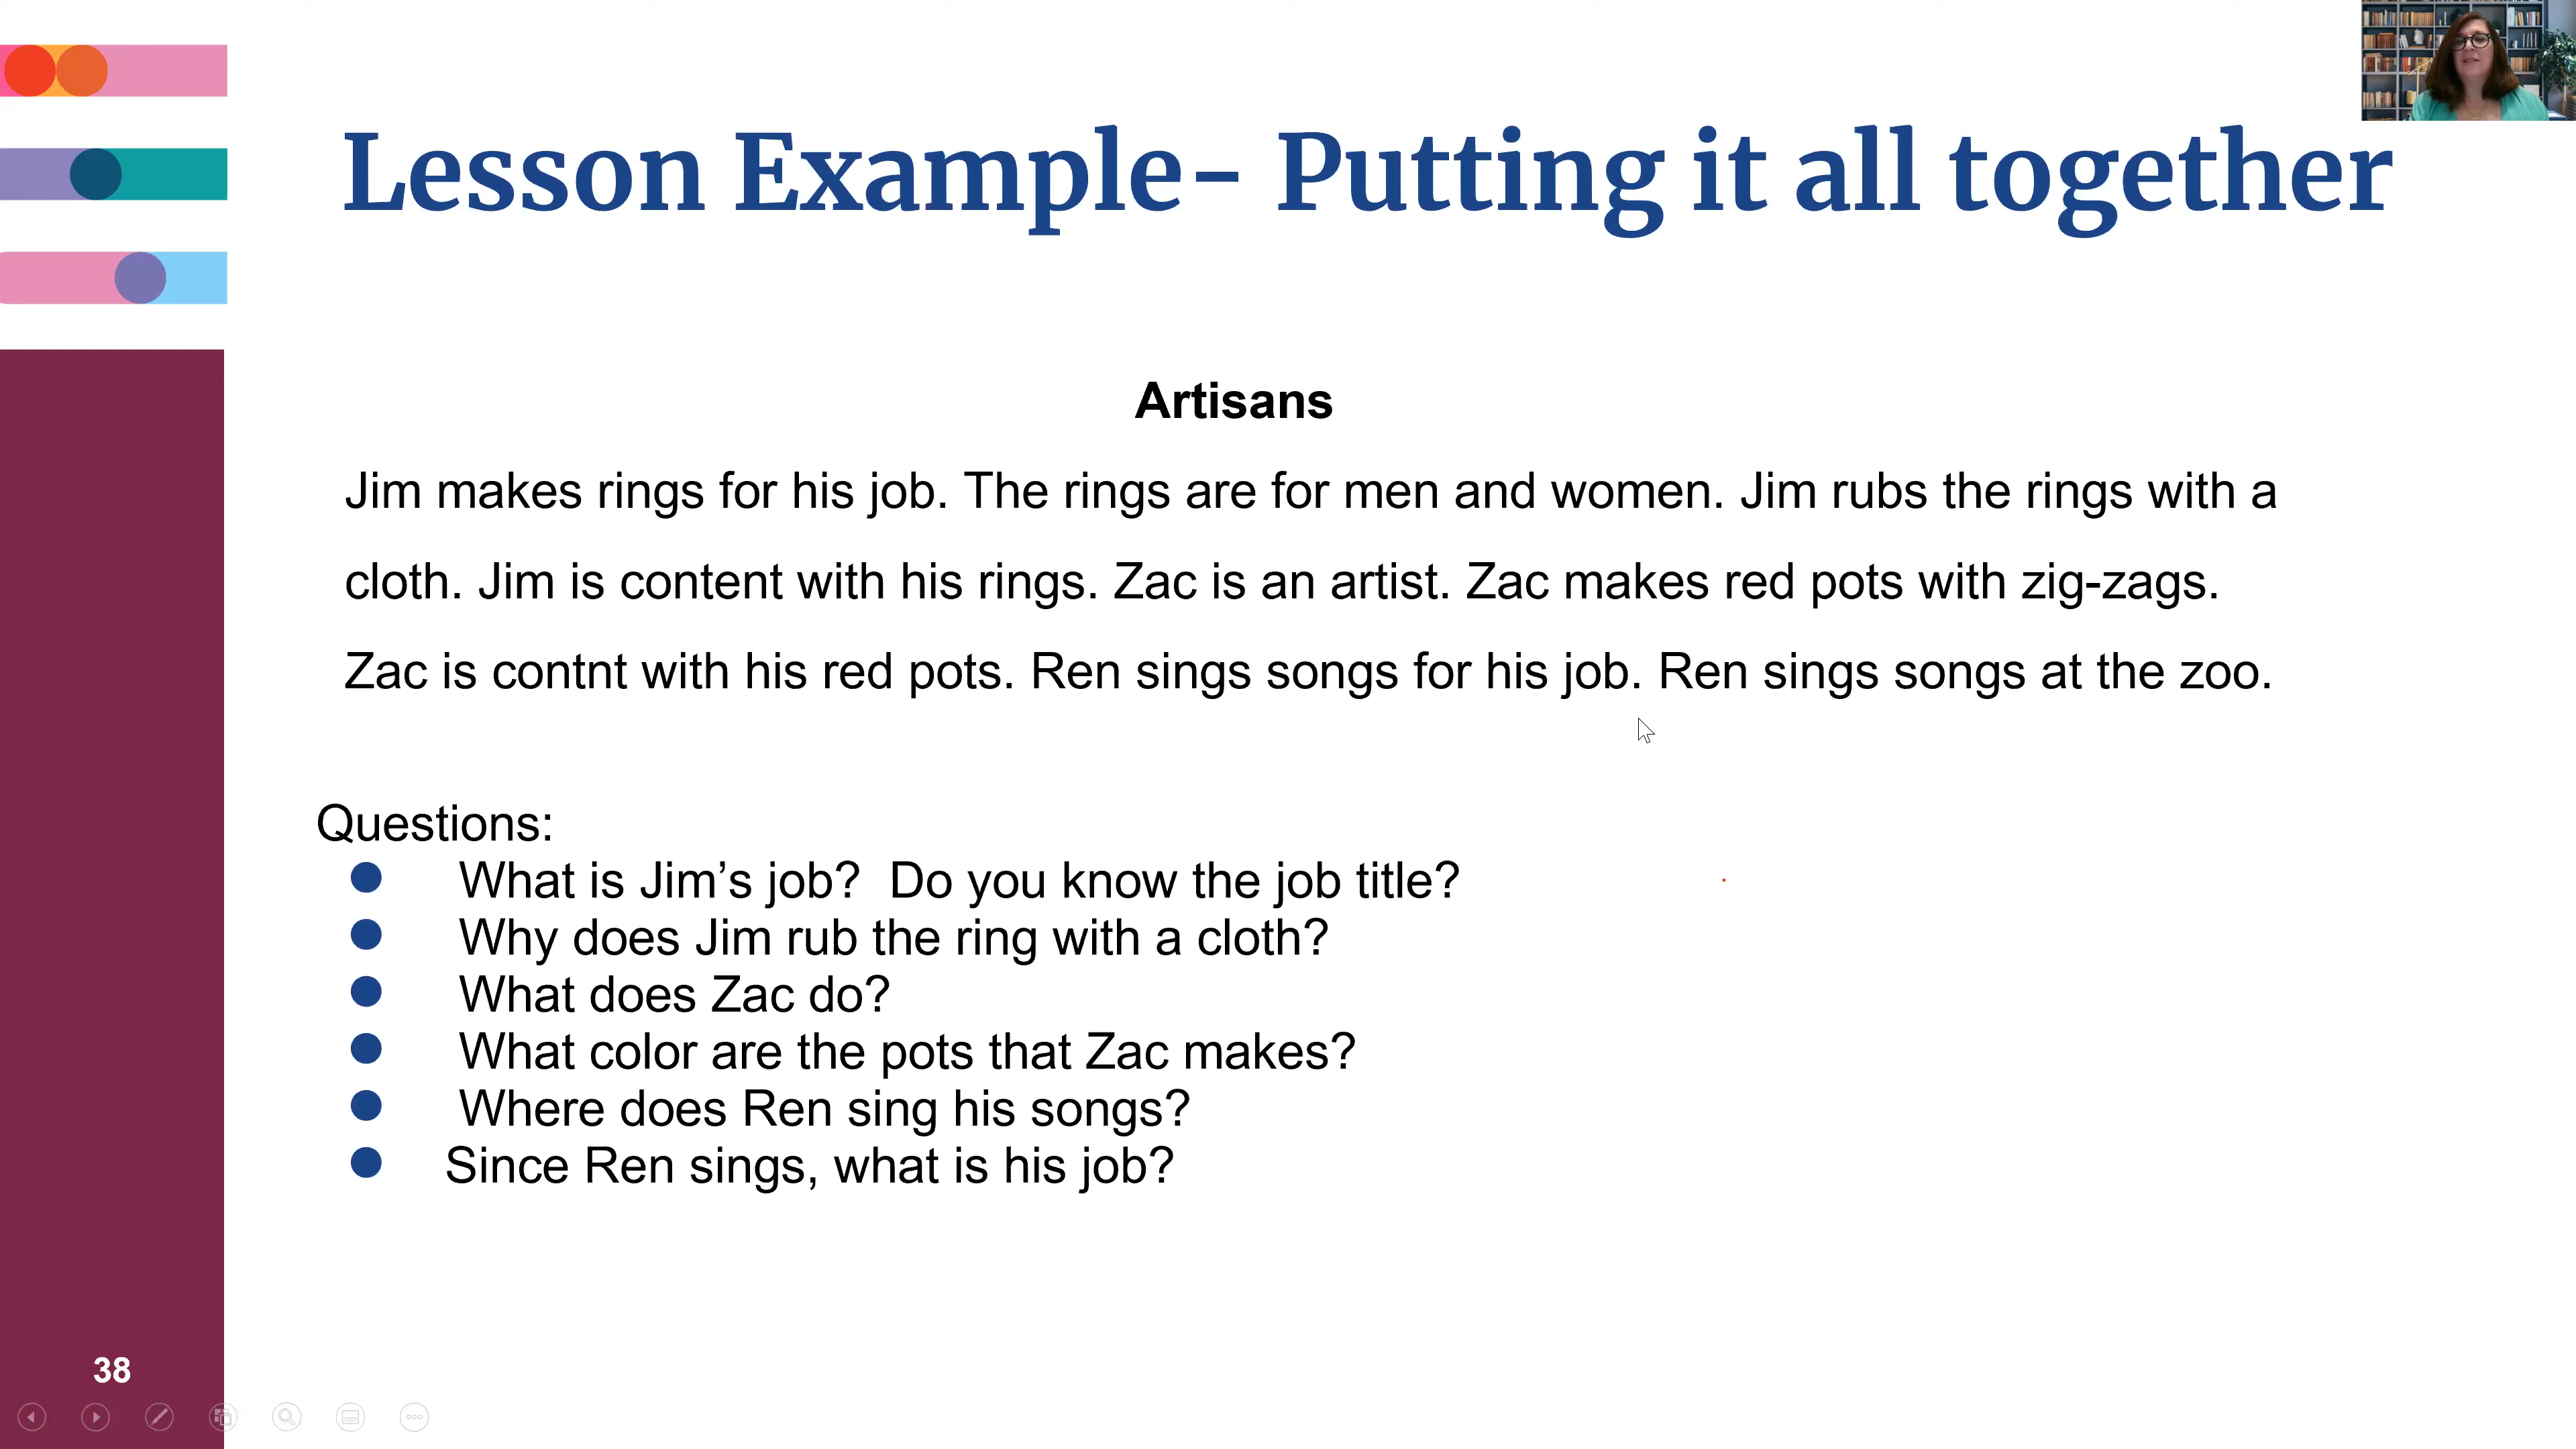 Lesson Example- Putting it all together
Artisans
Jim makes rings for his job. The rings are for men and women. Jim rubs the rings with a
cloth. Jim is content with his rings. Zac is an artist. Zac makes red pots with zig-zags.
Zac is contnt with his red pots. Ren sings songs for his job. Ren sings songs at the zoo.
Questions:
What is Jim’s job?  Do you know the job title?
Why does Jim rub the ring with a cloth?
What does Zac do?
What color are the pots that Zac makes?
Where does Ren sing his songs?
Since Ren sings, what is his job?
38